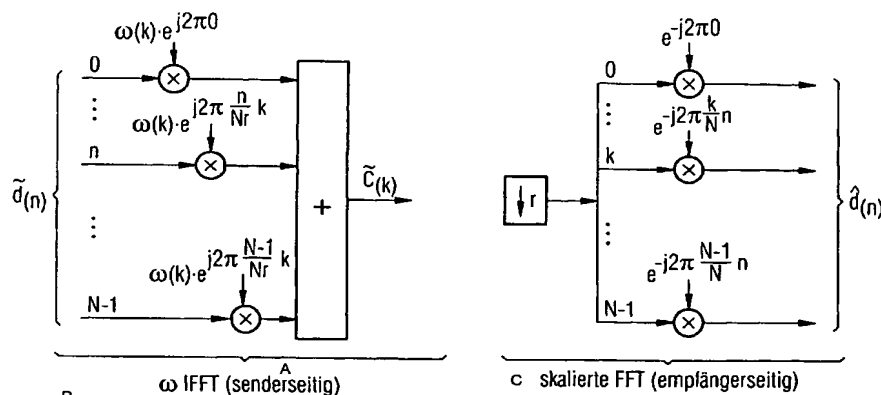 ω(k)·e^{j2π0}
0
⋮
ω(k)·e^{j2π n/Nr k}
n
d̃(n)
⋮
ω(k)·e^{j2π N-1/Nr k}
N-1
×
×
×
+
C̃(k)
A
ω IFFT (senderseitig)
↓r
e^{-j2π0}
0
⋮
e^{-j2π k/N n}
k
⋮
e^{-j2π N-1/N n}
N-1
×
×
×
d̂(n)
C skalierte FFT (empfängerseitig)